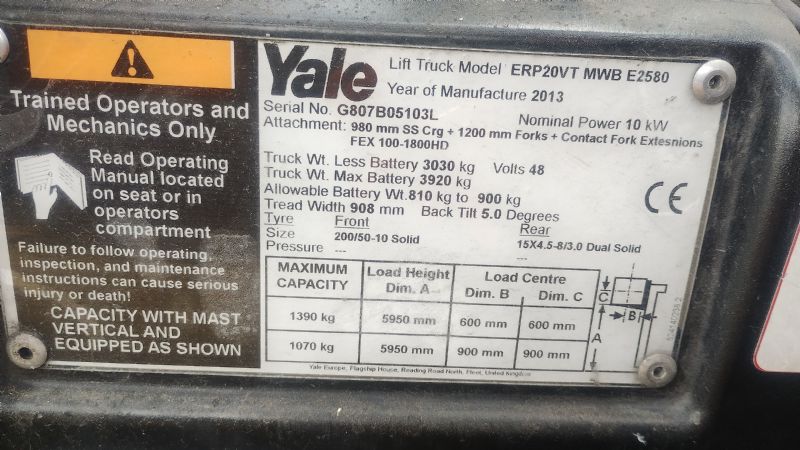 Trained Operators and
Mechanics Only
Read Operating
Manual located
on seat or in
operators
compartment
Failure to follow operating,
inspection, and maintenance
instructions can cause serious
injury or death!
CAPACITY WITH MAST
VERTICAL AND
EQUIPPED AS SHOWN
Yale Lift Truck Model ERP20VT MWB E2580
Year of Manufacture 2013
Serial No. G807B05103L Nominal Power 10 kW
Attachment: 980 mm SS Crg + 1200 mm Forks + Contact Fork Extesnions
FEX 100-1800HD
Truck Wt. Less Battery 3030 kg Volts 48
Truck Wt. Max Battery 3920 kg
Allowable Battery Wt. 810 kg to 900 kg
Tread Width 908 mm Back Tilt 5.0 Degrees
Tyre Front Rear
Size 200/50-10 Solid 15X4.5-8/3.0 Dual Solid
Pressure --- ---
CE
MAXIMUM CAPACITY Load Height Dim. A Load Centre Dim. B Dim. C
1390 kg 5950 mm 600 mm 600 mm
1070 kg 5950 mm 900 mm 900 mm
C
B
A
Yale Europe, Flagship House, Reading Road North, Fleet, United Kingdom